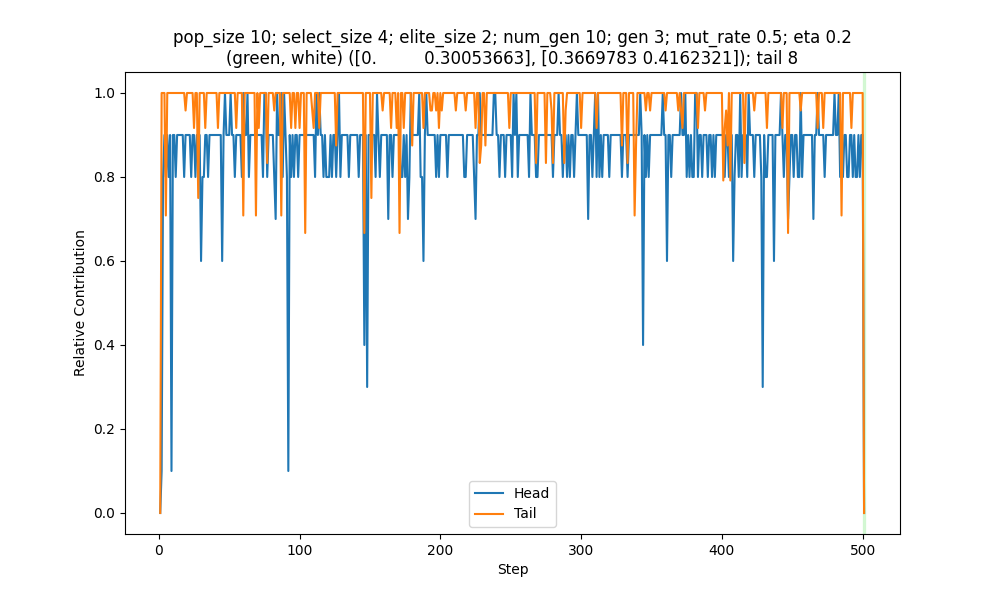 pop_size 10; select_size 4; elite_size 2; num_gen 10; gen 3; mut_rate 0.5; eta 0.2
(green, white) ([0.         0.30053663], [0.3669783 0.4162321]); tail 8
1.0
0.8
0.6
0.4
0.2
0.0
Relative Contribution
Head
Tail
0
100
200
300
400
500
Step